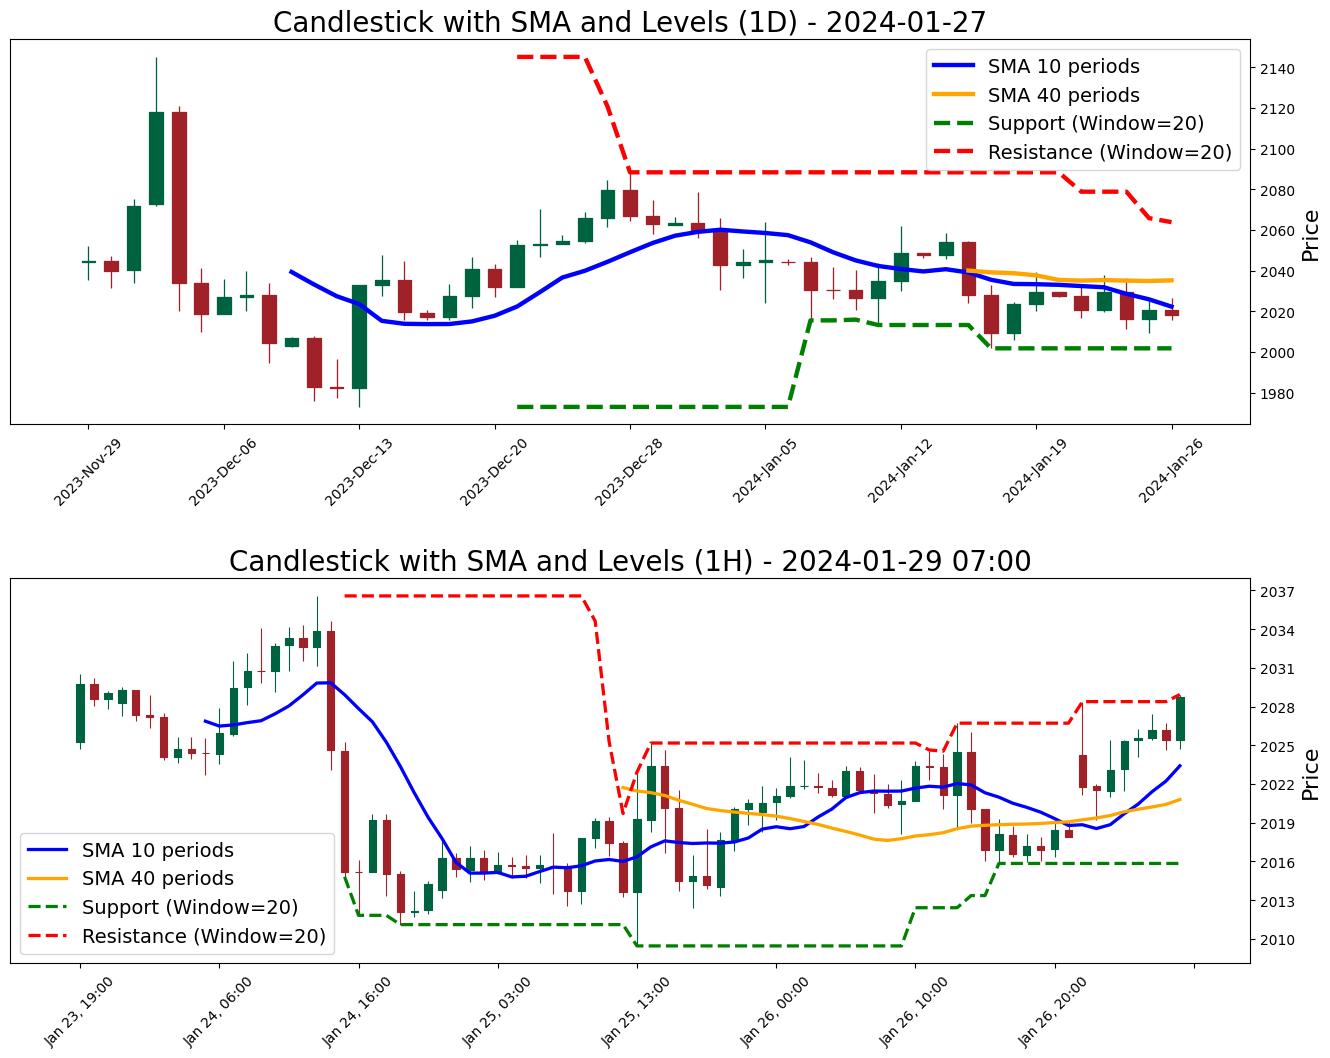 Candlestick with SMA and Levels (1D) - 2024-01-27
SMA 10 periods
SMA 40 periods
Support (Window=20)
Resistance (Window=20)
2140
2120
2100
2080
2060
2040
2020
2000
1980
Price
2023-Nov-29
2023-Dec-06
2023-Dec-13
2023-Dec-20
2023-Dec-28
2024-Jan-05
2024-Jan-12
2024-Jan-19
2024-Jan-26
Candlestick with SMA and Levels (1H) - 2024-01-29 07:00
2037
2034
2031
2028
2025
2022
2019
2016
2013
2010
Price
SMA 10 periods
SMA 40 periods
Support (Window=20)
Resistance (Window=20)
Jan 23, 19:00
Jan 24, 06:00
Jan 24, 16:00
Jan 25, 03:00
Jan 25, 13:00
Jan 26, 00:00
Jan 26, 10:00
Jan 26, 20:00